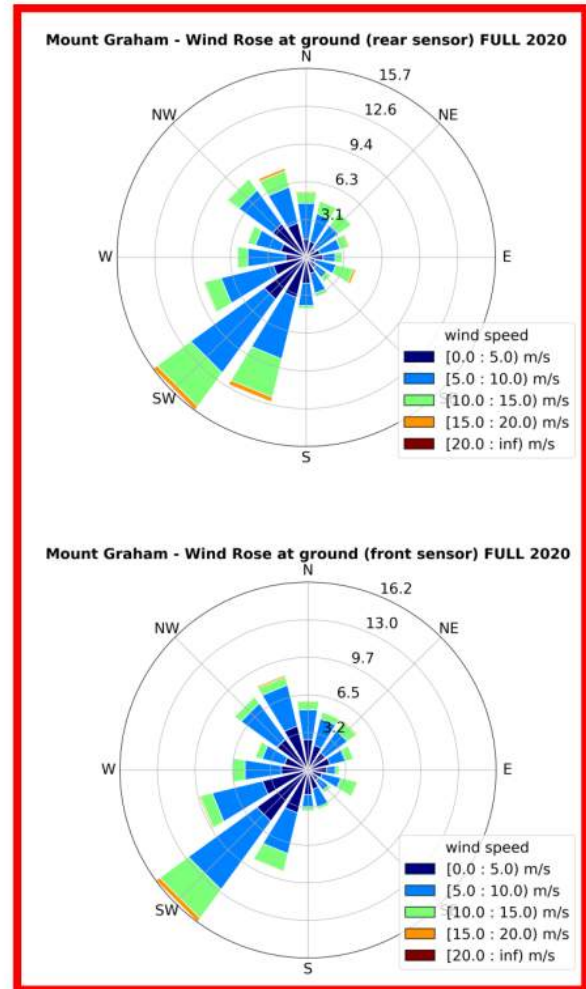 Mount Graham - Wind Rose at ground (rear sensor) FULL 2020
N
15.7
12.6
NW
NE
9.4
6.3
3.1
W
E
wind speed
[0.0 : 5.0) m/s
[5.0 : 10.0) m/s
[10.0 : 15.0) m/s
[15.0 : 20.0) m/s
[20.0 : inf) m/s
SW
S
Mount Graham - Wind Rose at ground (front sensor) FULL 2020
N
16.2
13.0
NW
NE
9.7
6.5
3.2
W
E
wind speed
[0.0 : 5.0) m/s
[5.0 : 10.0) m/s
[10.0 : 15.0) m/s
[15.0 : 20.0) m/s
[20.0 : inf) m/s
SW
S